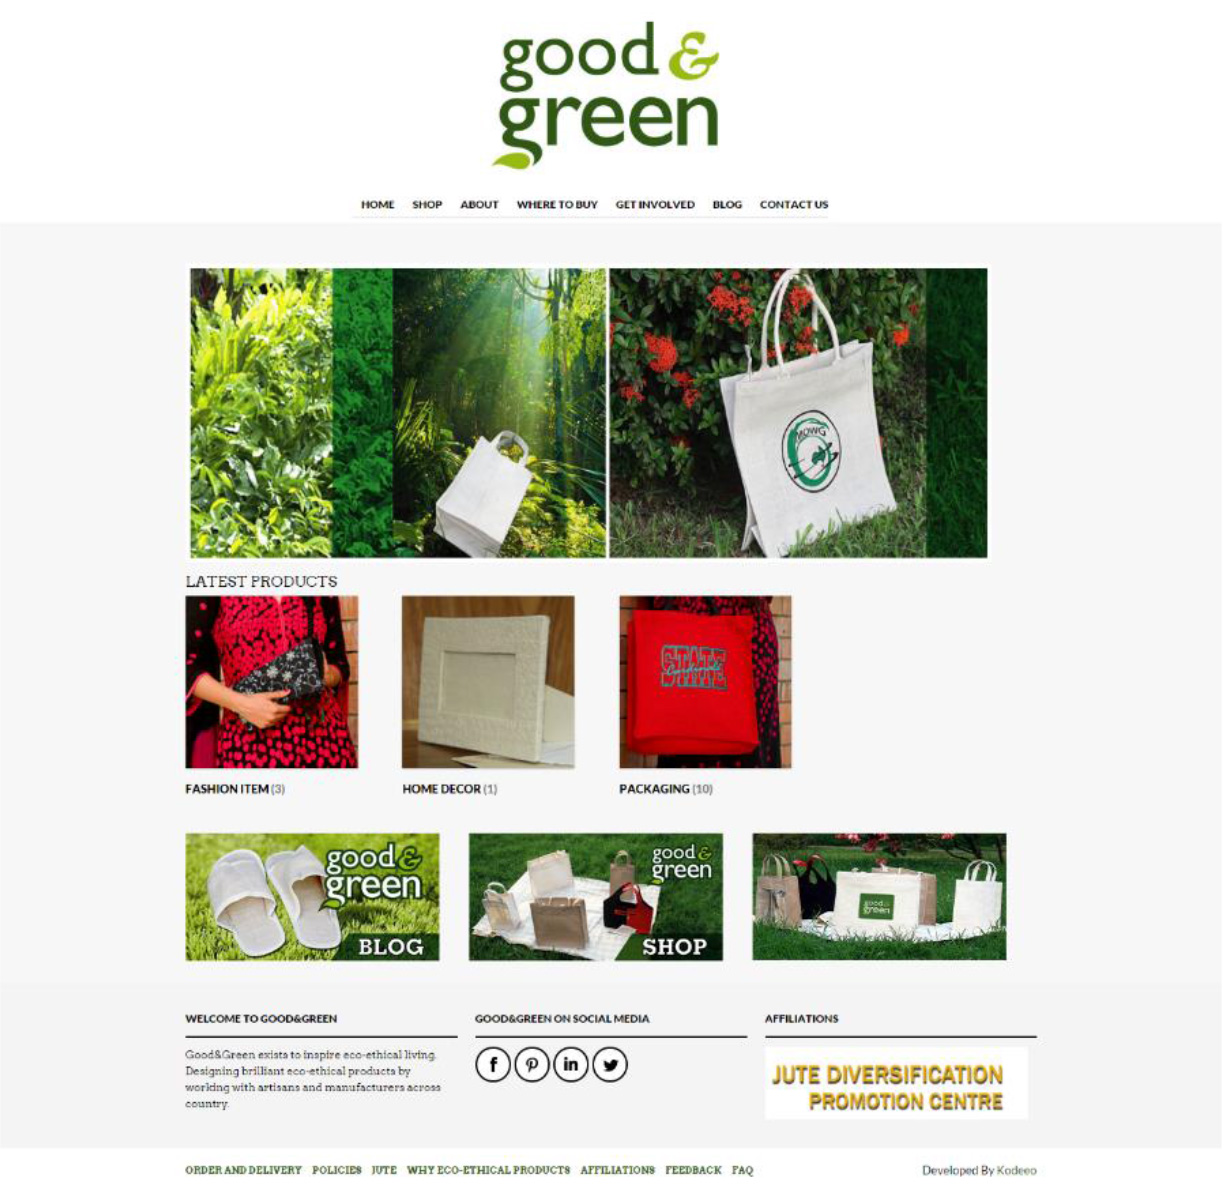 good &
green
HOME SHOP ABOUT WHERE TO BUY GET INVOLVED BLOG CONTACT US
MOWG
LATEST PRODUCTS
STATE
FASHION ITEM (3) HOME DECOR (1) PACKAGING (10)
good &
green
BLOG
good &
green
SHOP
good &
green
WELCOME TO GOOD&GREEN
Good&Green exists to inspire eco-ethical living.
Designing brilliant eco-ethical products by
working with artisans and manufacturers across
country.
GOOD&GREEN ON SOCIAL MEDIA
f in
AFFILIATIONS
JUTE DIVERSIFICATION
PROMOTION CENTRE
ORDER AND DELIVERY POLICIES JUTE WHY ECO-ETHICAL PRODUCTS AFFILIATIONS FEEDBACK FAQ
Developed By Kodeeo